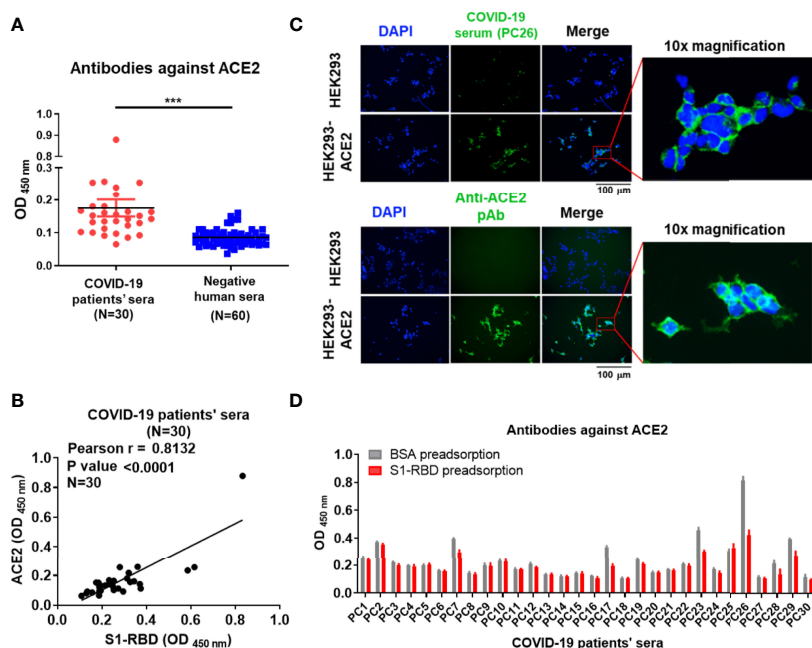 A
Antibodies against ACE2
***
OD 450 nm
1.0
0.9
0.8
0.3
0.2
0.1
0.0
COVID-19
patients' sera
(N=30)
Negative
human sera
(N=60)
B
COVID-19 patients' sera
(N=30)
Pearson r = 0.8132
P value <0.0001
N=30
ACE2 (OD 450 nm)
1.0
0.8
0.6
0.4
0.2
0.0
0.0 0.2 0.4 0.6 0.8 1.0
S1-RBD (OD 450 nm)
C
DAPI
COVID-19
serum (PC26)
Merge
10x magnification
HEK293
HEK293-
ACE2
100 µm
DAPI
Anti-ACE2
pAb
Merge
10x magnification
HEK293
HEK293-
ACE2
100 µm
D
Antibodies against ACE2
BSA preadsorption
S1-RBD preadsorption
OD 450 nm
1.0
0.8
0.6
0.4
0.2
0.0
PC1 PC2 PC3 PC4 PC5 PC6 PC7 PC8 PC9 PC10 PC11 PC12 PC13 PC14 PC15 PC16 PC17 PC18 PC19 PC20 PC21 PC22 PC23 PC24 PC25 PC26 PC27 PC28 PC29 PC30
COVID-19 patients' sera